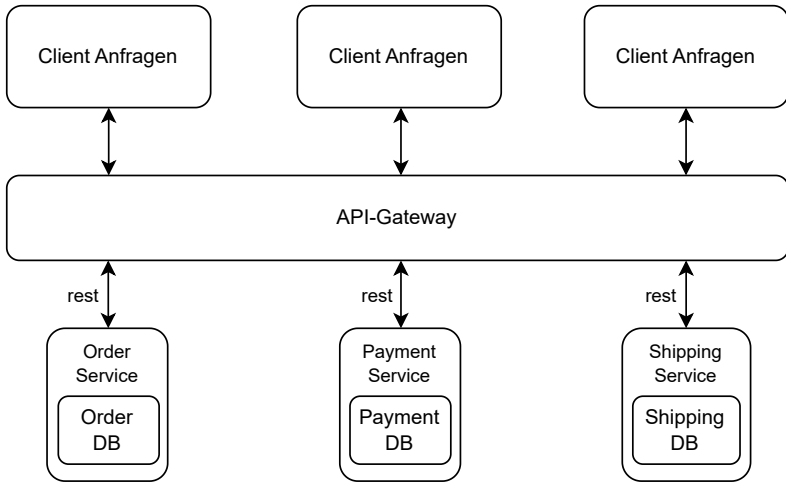 Client Anfragen
Client Anfragen
Client Anfragen
API-Gateway
rest
rest
rest
Order
Service
Order
DB
Payment
Service
Payment
DB
Shipping
Service
Shipping
DB